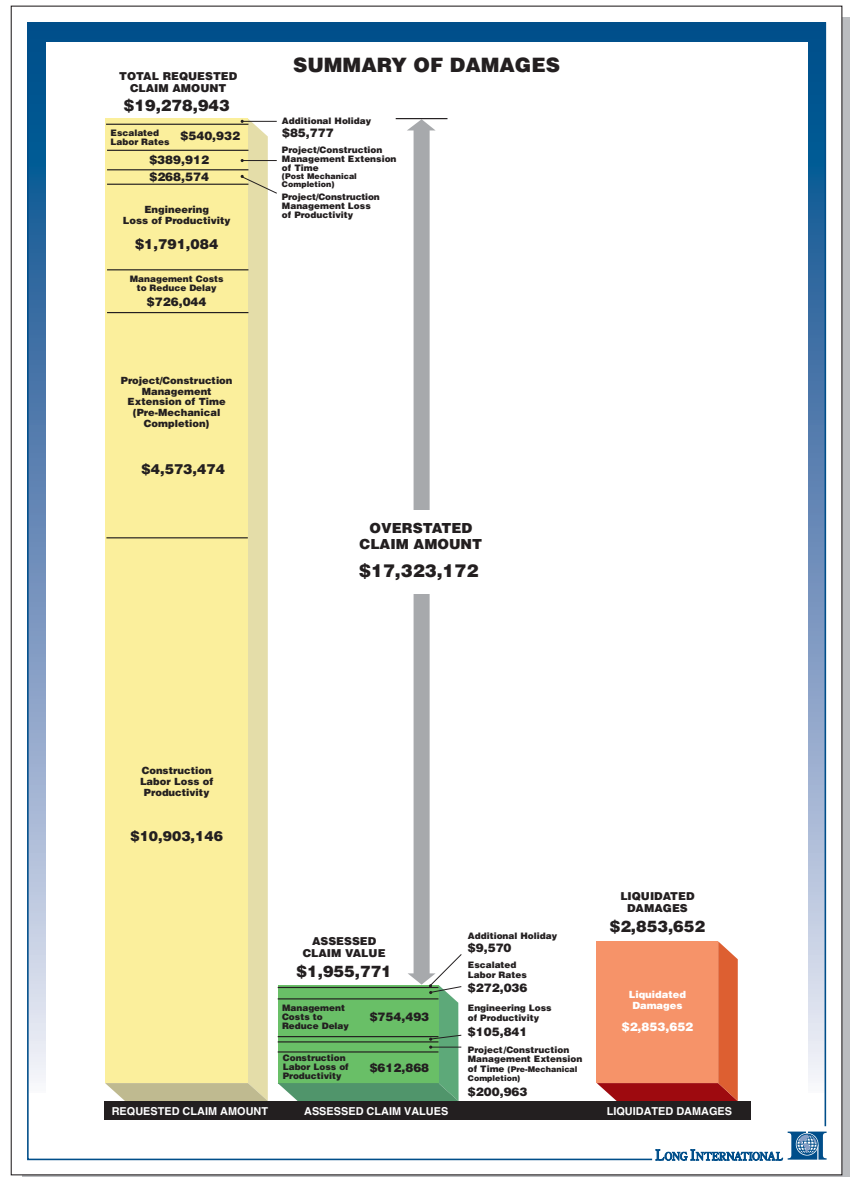 SUMMARY OF DAMAGES
TOTAL REQUESTED
CLAIM AMOUNT
$19,278,943
Additional Holiday
$85,777
Escalated
Labor Rates $540,932
$389,912
Project/Construction
Management Extension
of Time
(Post Mechanical
Completion)
$268,574
Project/Construction
Management Loss
of Productivity
Engineering
Loss of Productivity
$1,791,084
Management Costs
to Reduce Delay
$726,044
Project/Construction
Management
Extension of Time
(Pre-Mechanical
Completion)
$4,573,474
Construction
Labor Loss of
Productivity
$10,903,146
OVERSTATED
CLAIM AMOUNT
$17,323,172
ASSESSED
CLAIM VALUE
$1,955,771
Additional Holiday
$9,570
Escalated
Labor Rates
$272,036
Management
Costs to
Reduce Delay
$754,493
Engineering Loss
of Productivity
$105,841
Project/Construction
Management Extension
of Time (Pre-Mechanical
Completion)
$200,963
Construction
Labor Loss of
Productivity
$612,868
LIQUIDATED
DAMAGES
$2,853,652
Liquidated
Damages
$2,853,652
REQUESTED CLAIM AMOUNT ASSESSED CLAIM VALUES LIQUIDATED DAMAGES
LONG INTERNATIONAL